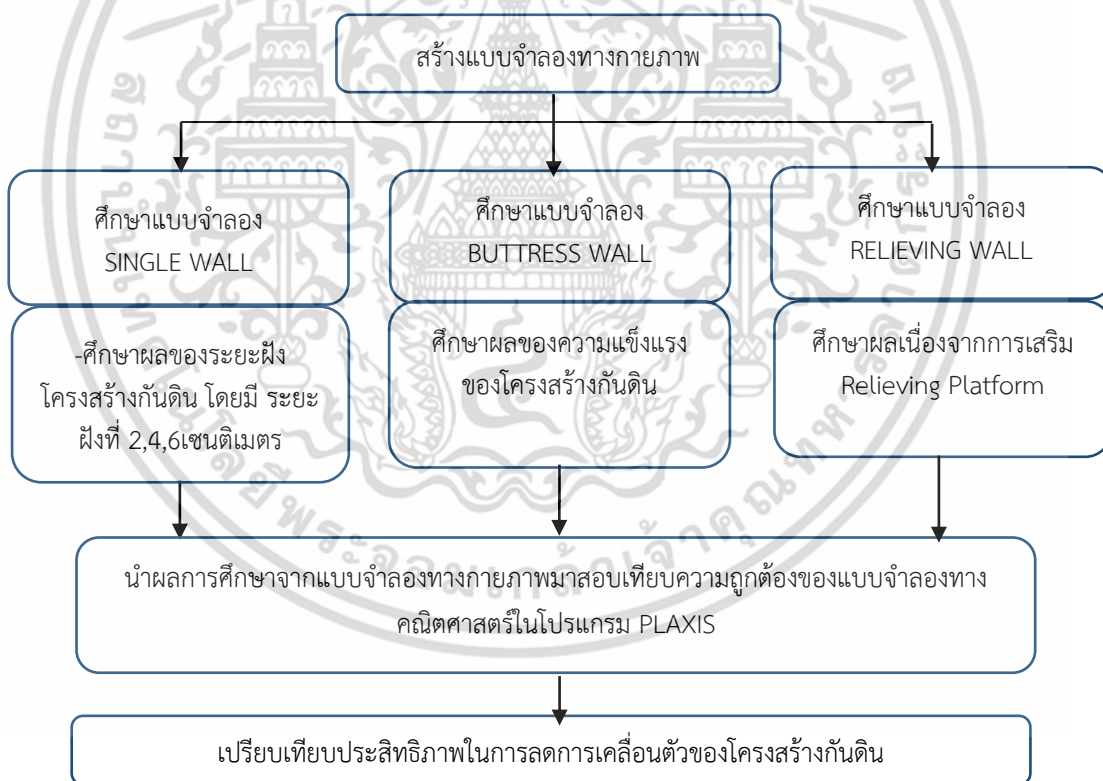 สร้างแบบจำลองทางกายภาพ
ศึกษาแบบจำลอง
SINGLE WALL
-ศึกษาผลของระยะฝัง
โครงสร้างกันดิน โดยมี ระยะ
ฝังที่ 2,4,6เซนติเมตร
ศึกษาแบบจำลอง
BUTTRESS WALL
ศึกษาผลของความแข็งแรง
ของโครงสร้างกันดิน
ศึกษาแบบจำลอง
RELIEVING WALL
ศึกษาผลเนื่องจากการเสริม
Relieving Platform
นำผลการศึกษาจากแบบจำลองทางกายภาพมาสอบเทียบความถูกต้องของแบบจำลองทาง
คณิตศาสตร์ในโปรแกรม PLAXIS
เปรียบเทียบประสิทธิภาพในการลดการเคลื่อนตัวของโครงสร้างกันดิน